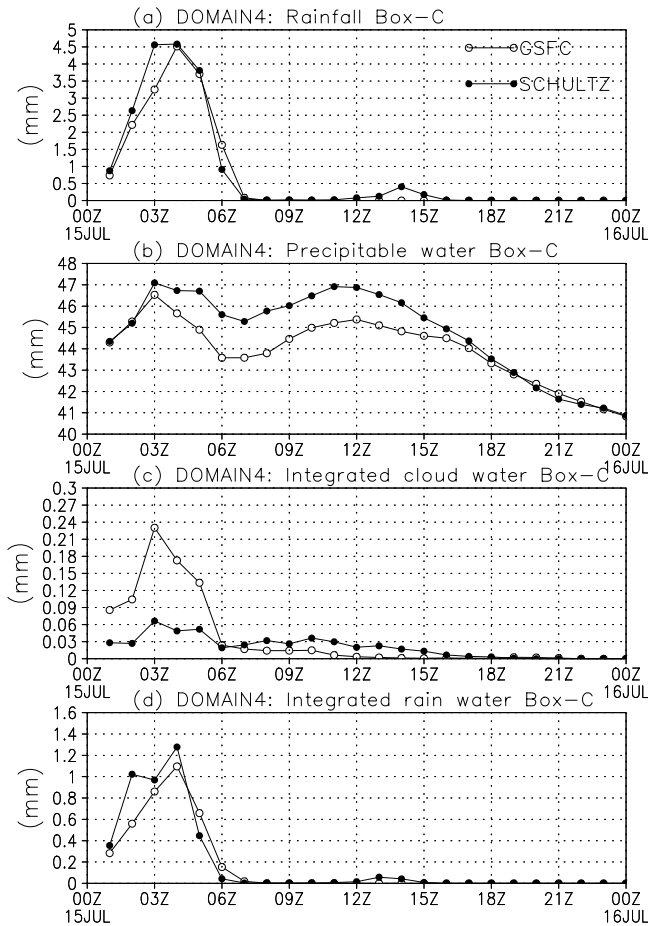 (a) DOMAIN4: Rainfall Box-C
5
4.5
4
3.5
3
2.5
2
1.5
1
0.5
0
(mm)
GSFC
SCHULTZ
00Z 03Z 06Z 09Z 12Z 15Z 18Z 21Z 00Z
15JUL 16JUL
(b) DOMAIN4: Precipitable water Box-C
48
47
46
45
44
43
42
41
40
(mm)
00Z 03Z 06Z 09Z 12Z 15Z 18Z 21Z 00Z
15JUL 16JUL
(c) DOMAIN4: Integrated cloud water Box-C
0.3
0.27
0.24
0.21
0.18
0.15
0.12
0.09
0.06
0.03
0
(mm)
00Z 03Z 06Z 09Z 12Z 15Z 18Z 21Z 00Z
15JUL 16JUL
(d) DOMAIN4: Integrated rain water Box-C
1.6
1.4
1.2
1
0.8
0.6
0.4
0.2
0
(mm)
00Z 03Z 06Z 09Z 12Z 15Z 18Z 21Z 00Z
15JUL 16JUL